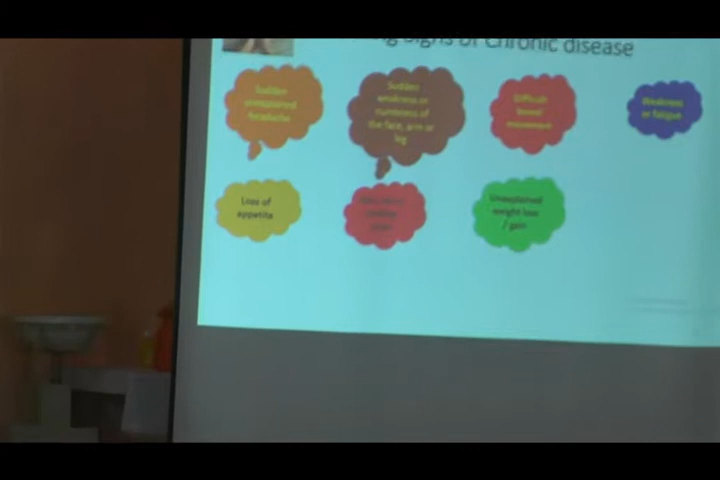 signs of chronic disease
Sudden
unexplained
headache
Sudden
weakness or
numbness of
the face, arm or
leg
Difficult
bowel
movement
Weakness
or fatigue
Loss of
appetite
Unexplained
weight loss
/ gain